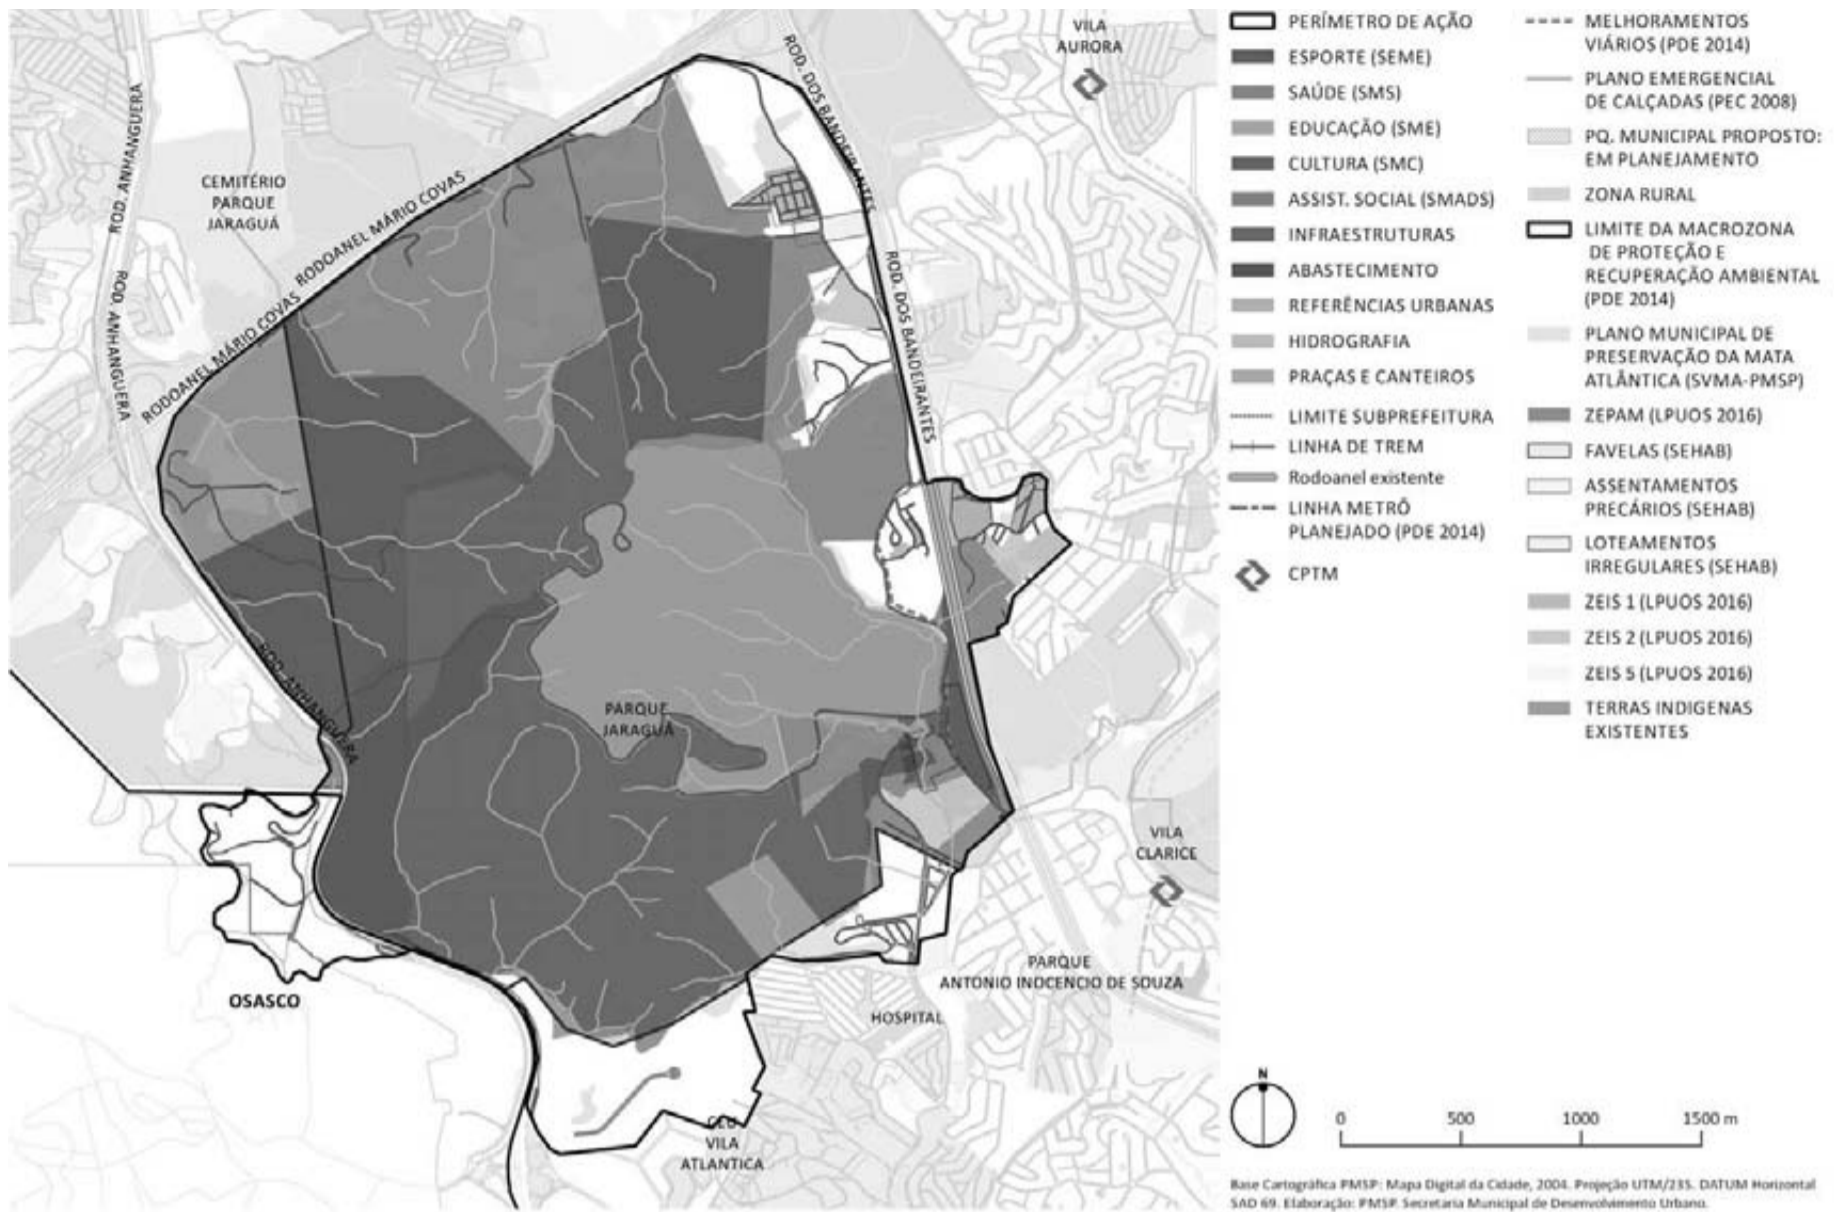 VILA
AURORA
ROD. DOS BANDEIRANTES
ROD. ANHANGUERA
CEMITÉRIO
PARQUE
JARAGUÁ
RODOANEL MÁRIO COVAS
ROD. DOS BANDEIRANTES
ROD. ANHANGUERA
RODOANEL MÁRIO COVAS
ROD. ANHANGUERA
PARQUE
JARAGUÁ
VILA
CLARICE
PARQUE
ANTONIO INOCENCIO DE SOUZA
OSASCO
HOSPITAL
CEU
VILA
ATLANTICA
PERÍMETRO DE AÇÃO
ESPORTE (SEME)
SAÚDE (SMS)
EDUCAÇÃO (SME)
CULTURA (SMC)
ASSIST. SOCIAL (SMADS)
INFRAESTRUTURAS
ABASTECIMENTO
REFERÊNCIAS URBANAS
HIDROGRAFIA
PRAÇAS E CANTEIROS
LIMITE SUBPREFEITURA
LINHA DE TREM
Rodoanel existente
LINHA METRÔ
PLANEJADO (PDE 2014)
CPTM
MELHORAMENTOS
VIÁRIOS (PDE 2014)
PLANO EMERGENCIAL
DE CALÇADAS (PEC 2008)
PQ. MUNICIPAL PROPOSTO:
EM PLANEJAMENTO
ZONA RURAL
LIMITE DA MACROZONA
DE PROTEÇÃO E
RECUPERAÇÃO AMBIENTAL
(PDE 2014)
PLANO MUNICIPAL DE
PRESERVAÇÃO DA MATA
ATLÂNTICA (SVMA-PMSP)
ZEPAM (LPUOS 2016)
FAVELAS (SEHAB)
ASSENTAMENTOS
PRECÁRIOS (SEHAB)
LOTEAMENTOS
IRREGULARES (SEHAB)
ZEIS 1 (LPUOS 2016)
ZEIS 2 (LPUOS 2016)
ZEIS 5 (LPUOS 2016)
TERRAS INDIGENAS
EXISTENTES
N
0 500 1000 1500 m
Base Cartográfica PMSP: Mapa Digital da Cidade, 2004. Projeção UTM/23S. DATUM Horizontal
SAD 69. Elaboração: PMSP. Secretaria Municipal de Desenvolvimento Urbano.